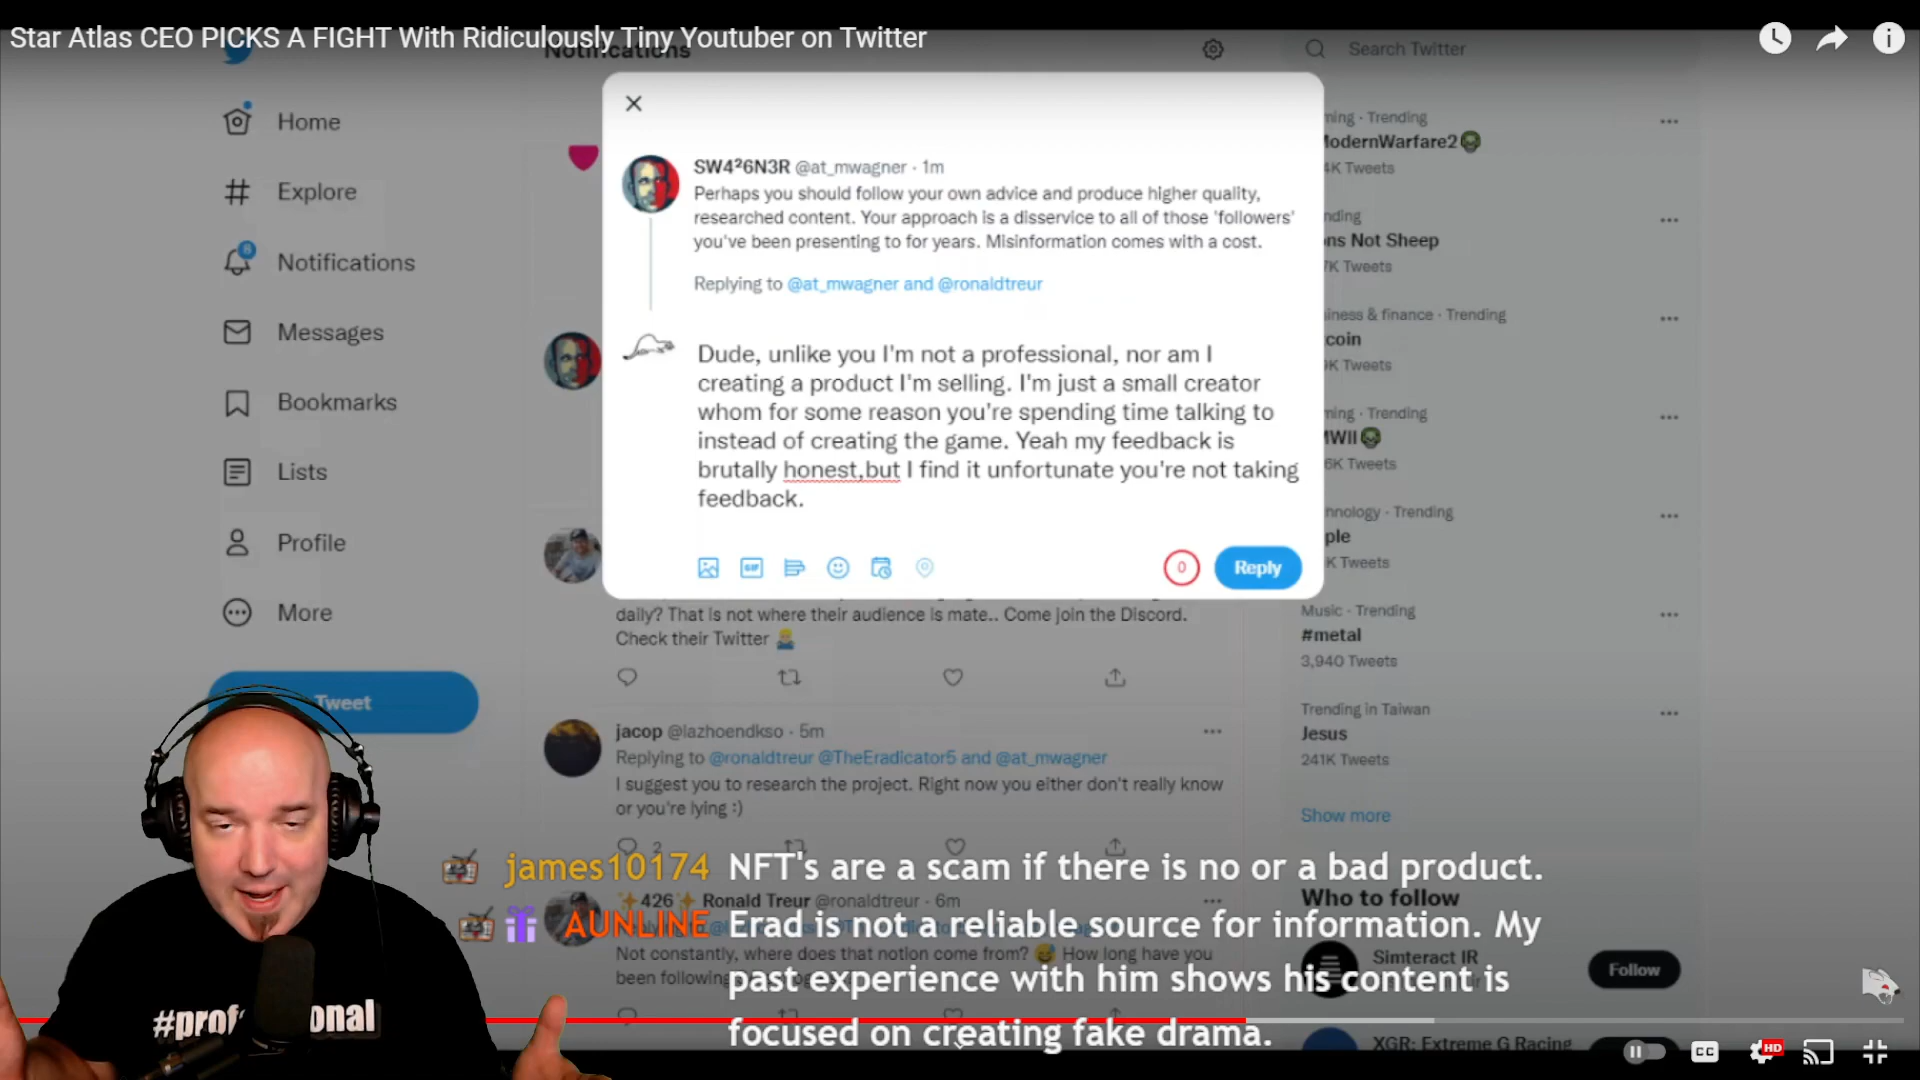 Star Atlas CEO PICKS A FIGHT With Ridiculously Tiny Youtuber on Twitter
Notifications
Search Twitter
Home
Explore
8
Notifications
Messages
Bookmarks
Lists
Profile
More
Tweet
SW4²6N3R @at_mwagner · 1m
Perhaps you should follow your own advice and produce higher quality,
researched content. Your approach is a disservice to all of those 'followers'
you've been presenting to for years. Misinformation comes with a cost.
Replying to @at_mwagner and @ronaldtreur
Dude, unlike you I'm not a professional, nor am I
creating a product I'm selling. I'm just a small creator
whom for some reason you're spending time talking to
instead of creating the game. Yeah my feedback is
brutally honest,but I find it unfortunate you're not taking
feedback.
GIF
0
Reply
daily? That is not where their audience is mate.. Come join the Discord.
Check their Twitter
jacop @lazhoendkso · 5m
Replying to @ronaldtreur @TheEradicator5 and @at_mwagner
I suggest you to research the project. Right now you either don't really know
or you're lying :)
2
426 Ronald Treur @ronaldtreur · 6m
Not constantly, where does that notion come from? How long have you
been following
ming · Trending
ModernWarfare2
4K Tweets
nding
ons Not Sheep
7K Tweets
iness & finance · Trending
coin
9K Tweets
ming · Trending
MWII
6K Tweets
hnology · Trending
ple
K Tweets
Music · Trending
#metal
3,940 Tweets
Trending in Taiwan
Jesus
241K Tweets
Show more
Who to follow
Simteract IR
Follow
XGR: Extreme G Racing
james10174 NFT's are a scam if there is no or a bad product.
AUNLINE Erad is not a reliable source for information. My
past experience with him shows his content is
focused on creating fake drama.
CC
HD